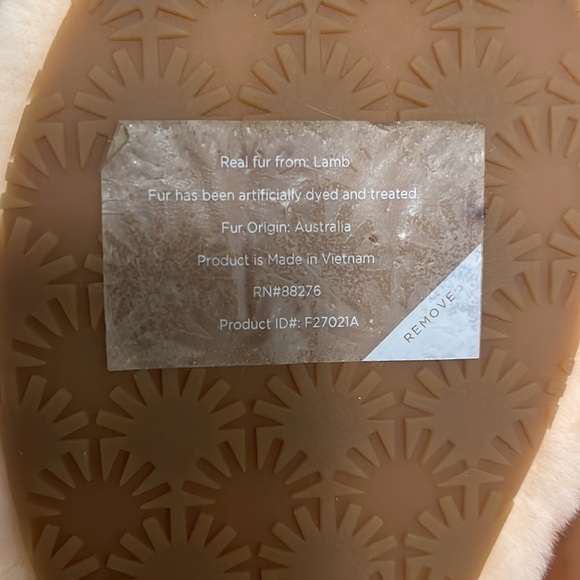 Real fur from: Lamb
Fur has been artificially dyed and treated.
Fur Origin: Australia
Product is Made in Vietnam
RN#88276
Product ID#: F27021A
REMOVE